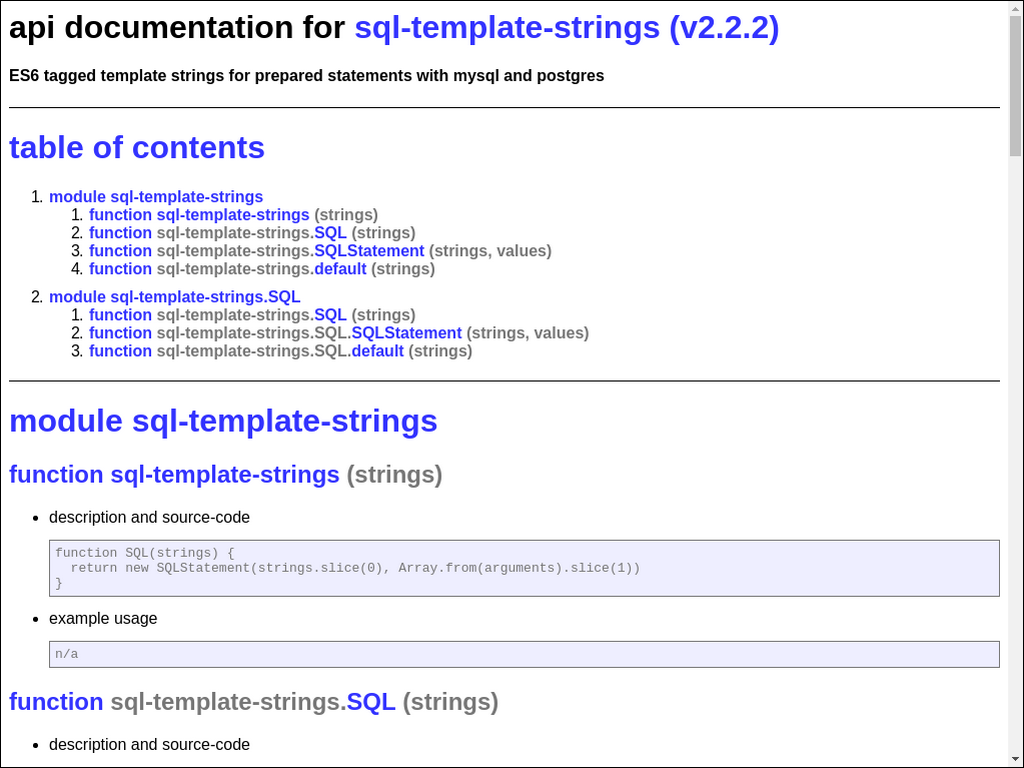 api documentation for sql-template-strings (v2.2.2)
ES6 tagged template strings for prepared statements with mysql and postgres
table of contents
1. module sql-template-strings
1. function sql-template-strings (strings)
2. function sql-template-strings.SQL (strings)
3. function sql-template-strings.SQLStatement (strings, values)
4. function sql-template-strings.default (strings)
2. module sql-template-strings.SQL
1. function sql-template-strings.SQL (strings)
2. function sql-template-strings.SQL.SQLStatement (strings, values)
3. function sql-template-strings.SQL.default (strings)
module sql-template-strings
function sql-template-strings (strings)
• description and source-code
function SQL(strings) {
  return new SQLStatement(strings.slice(0), Array.from(arguments).slice(1))
}
• example usage
n/a
function sql-template-strings.SQL (strings)
• description and source-code